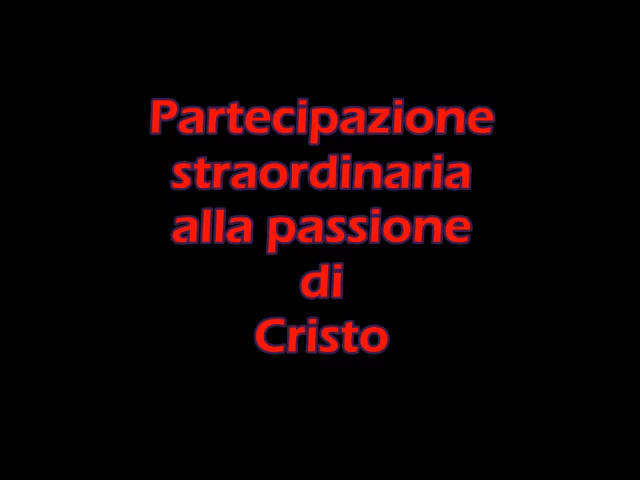 Partecipazione
straordinaria
alla passione
di
Cristo